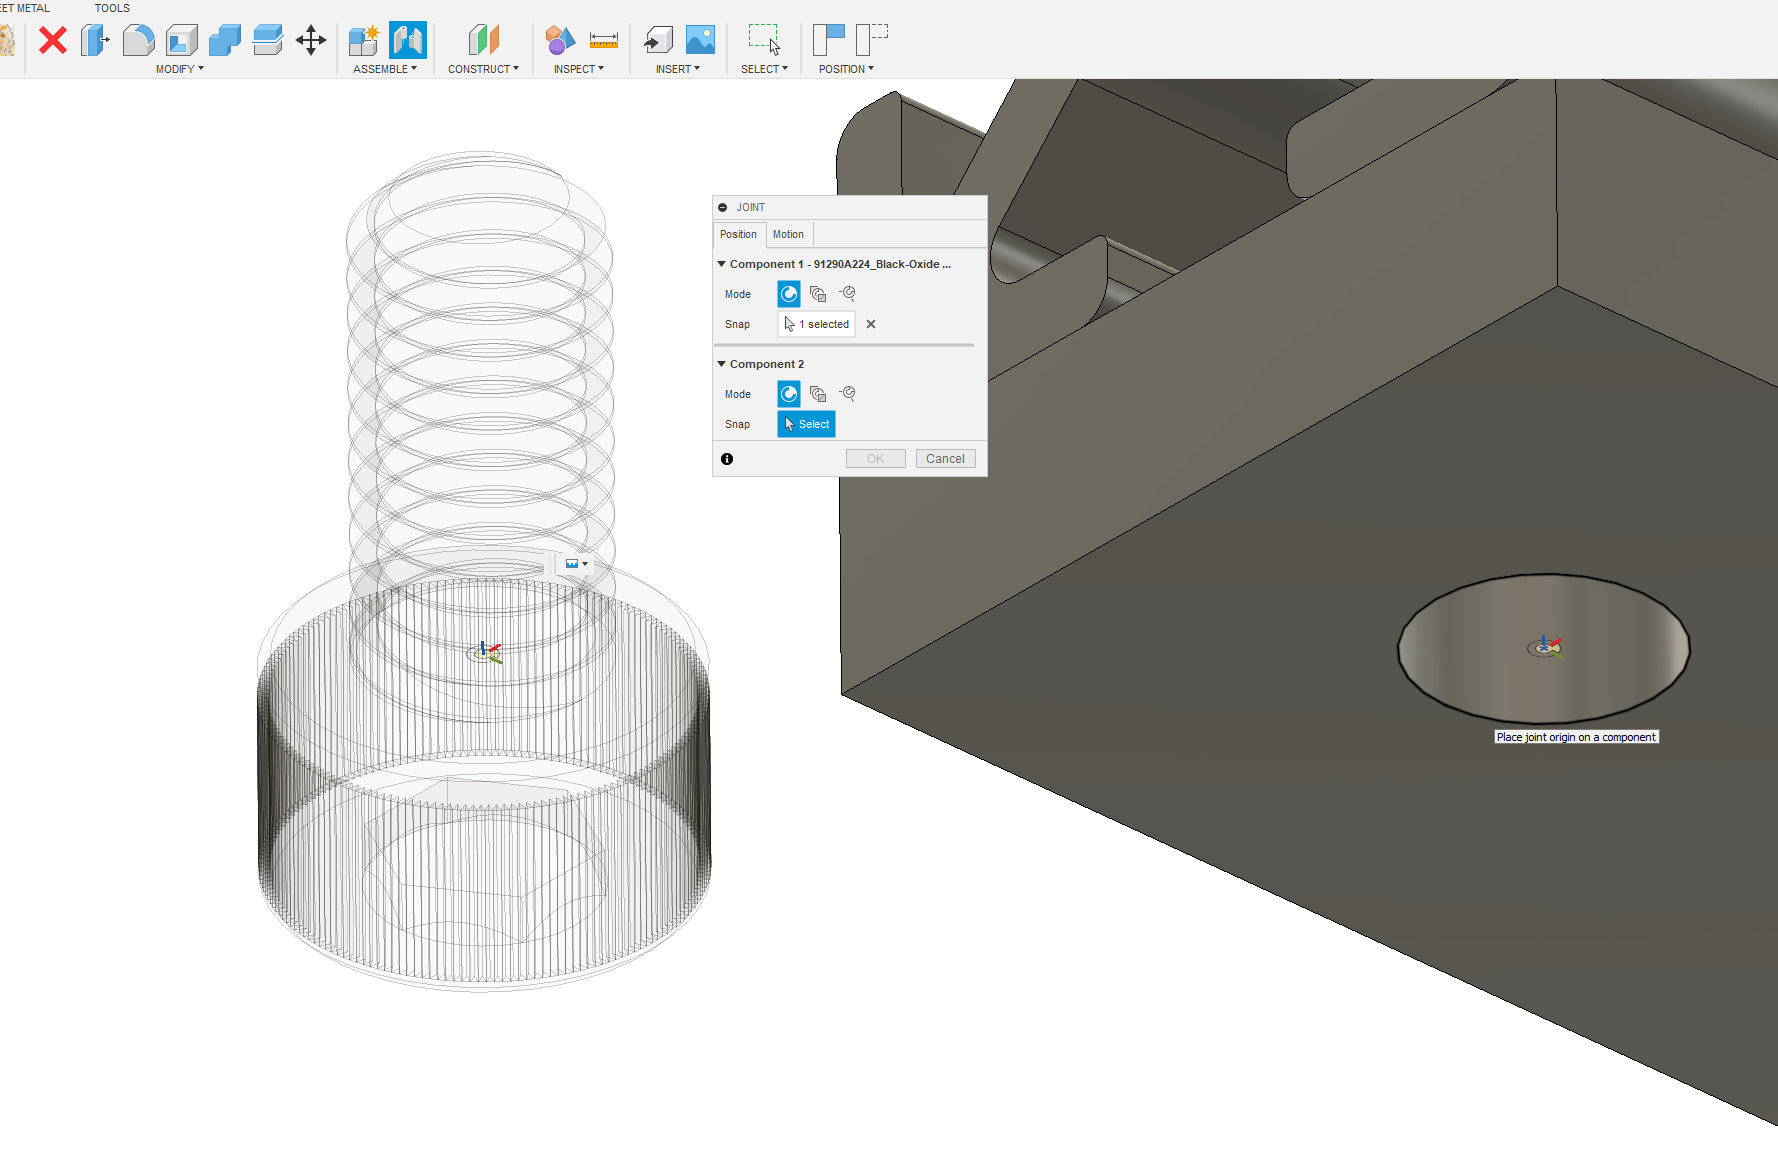 EET METAL TOOLS
MODIFY ASSEMBLE CONSTRUCT INSPECT INSERT SELECT POSITION
JOINT
Position Motion
Component 1 - 91290A224_Black-Oxide ...
Mode
Snap 1 selected
Component 2
Mode
Snap Select
OK Cancel
Place joint origin on a component